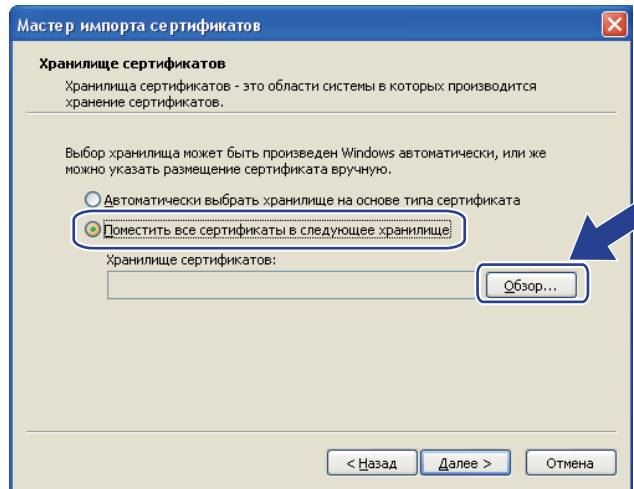 Мастер импорта сертификатов
Хранилище сертификатов
Хранилища сертификатов - это области системы в которых производится
хранение сертификатов.
Выбор хранилища может быть произведен Windows автоматически, или же
можно указать размещение сертификата вручную.
Автоматически выбрать хранилище на основе типа сертификата
Поместить все сертификаты в следующее хранилище
Хранилище сертификатов:
Обзор...
< Назад Далее > Отмена